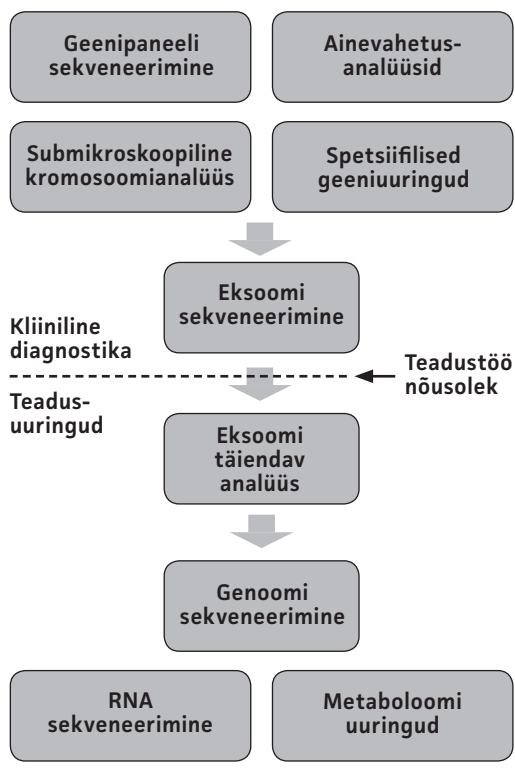 Geenipaneeli
sekveneerimine
Ainevahetus-
analüüsid
Submikroskoopiline
kromosoomianalüüs
Spetsiifilised
geeniuuringud
Eksoomi
sekveneerimine
Kliiniline
diagnostika
Teadustöö
nõusolek
Teadus-
uuringud
Eksoomi
täiendav
analüüs
Genoomi
sekveneerimine
RNA
sekveneerimine
Metaboloomi
uuringud